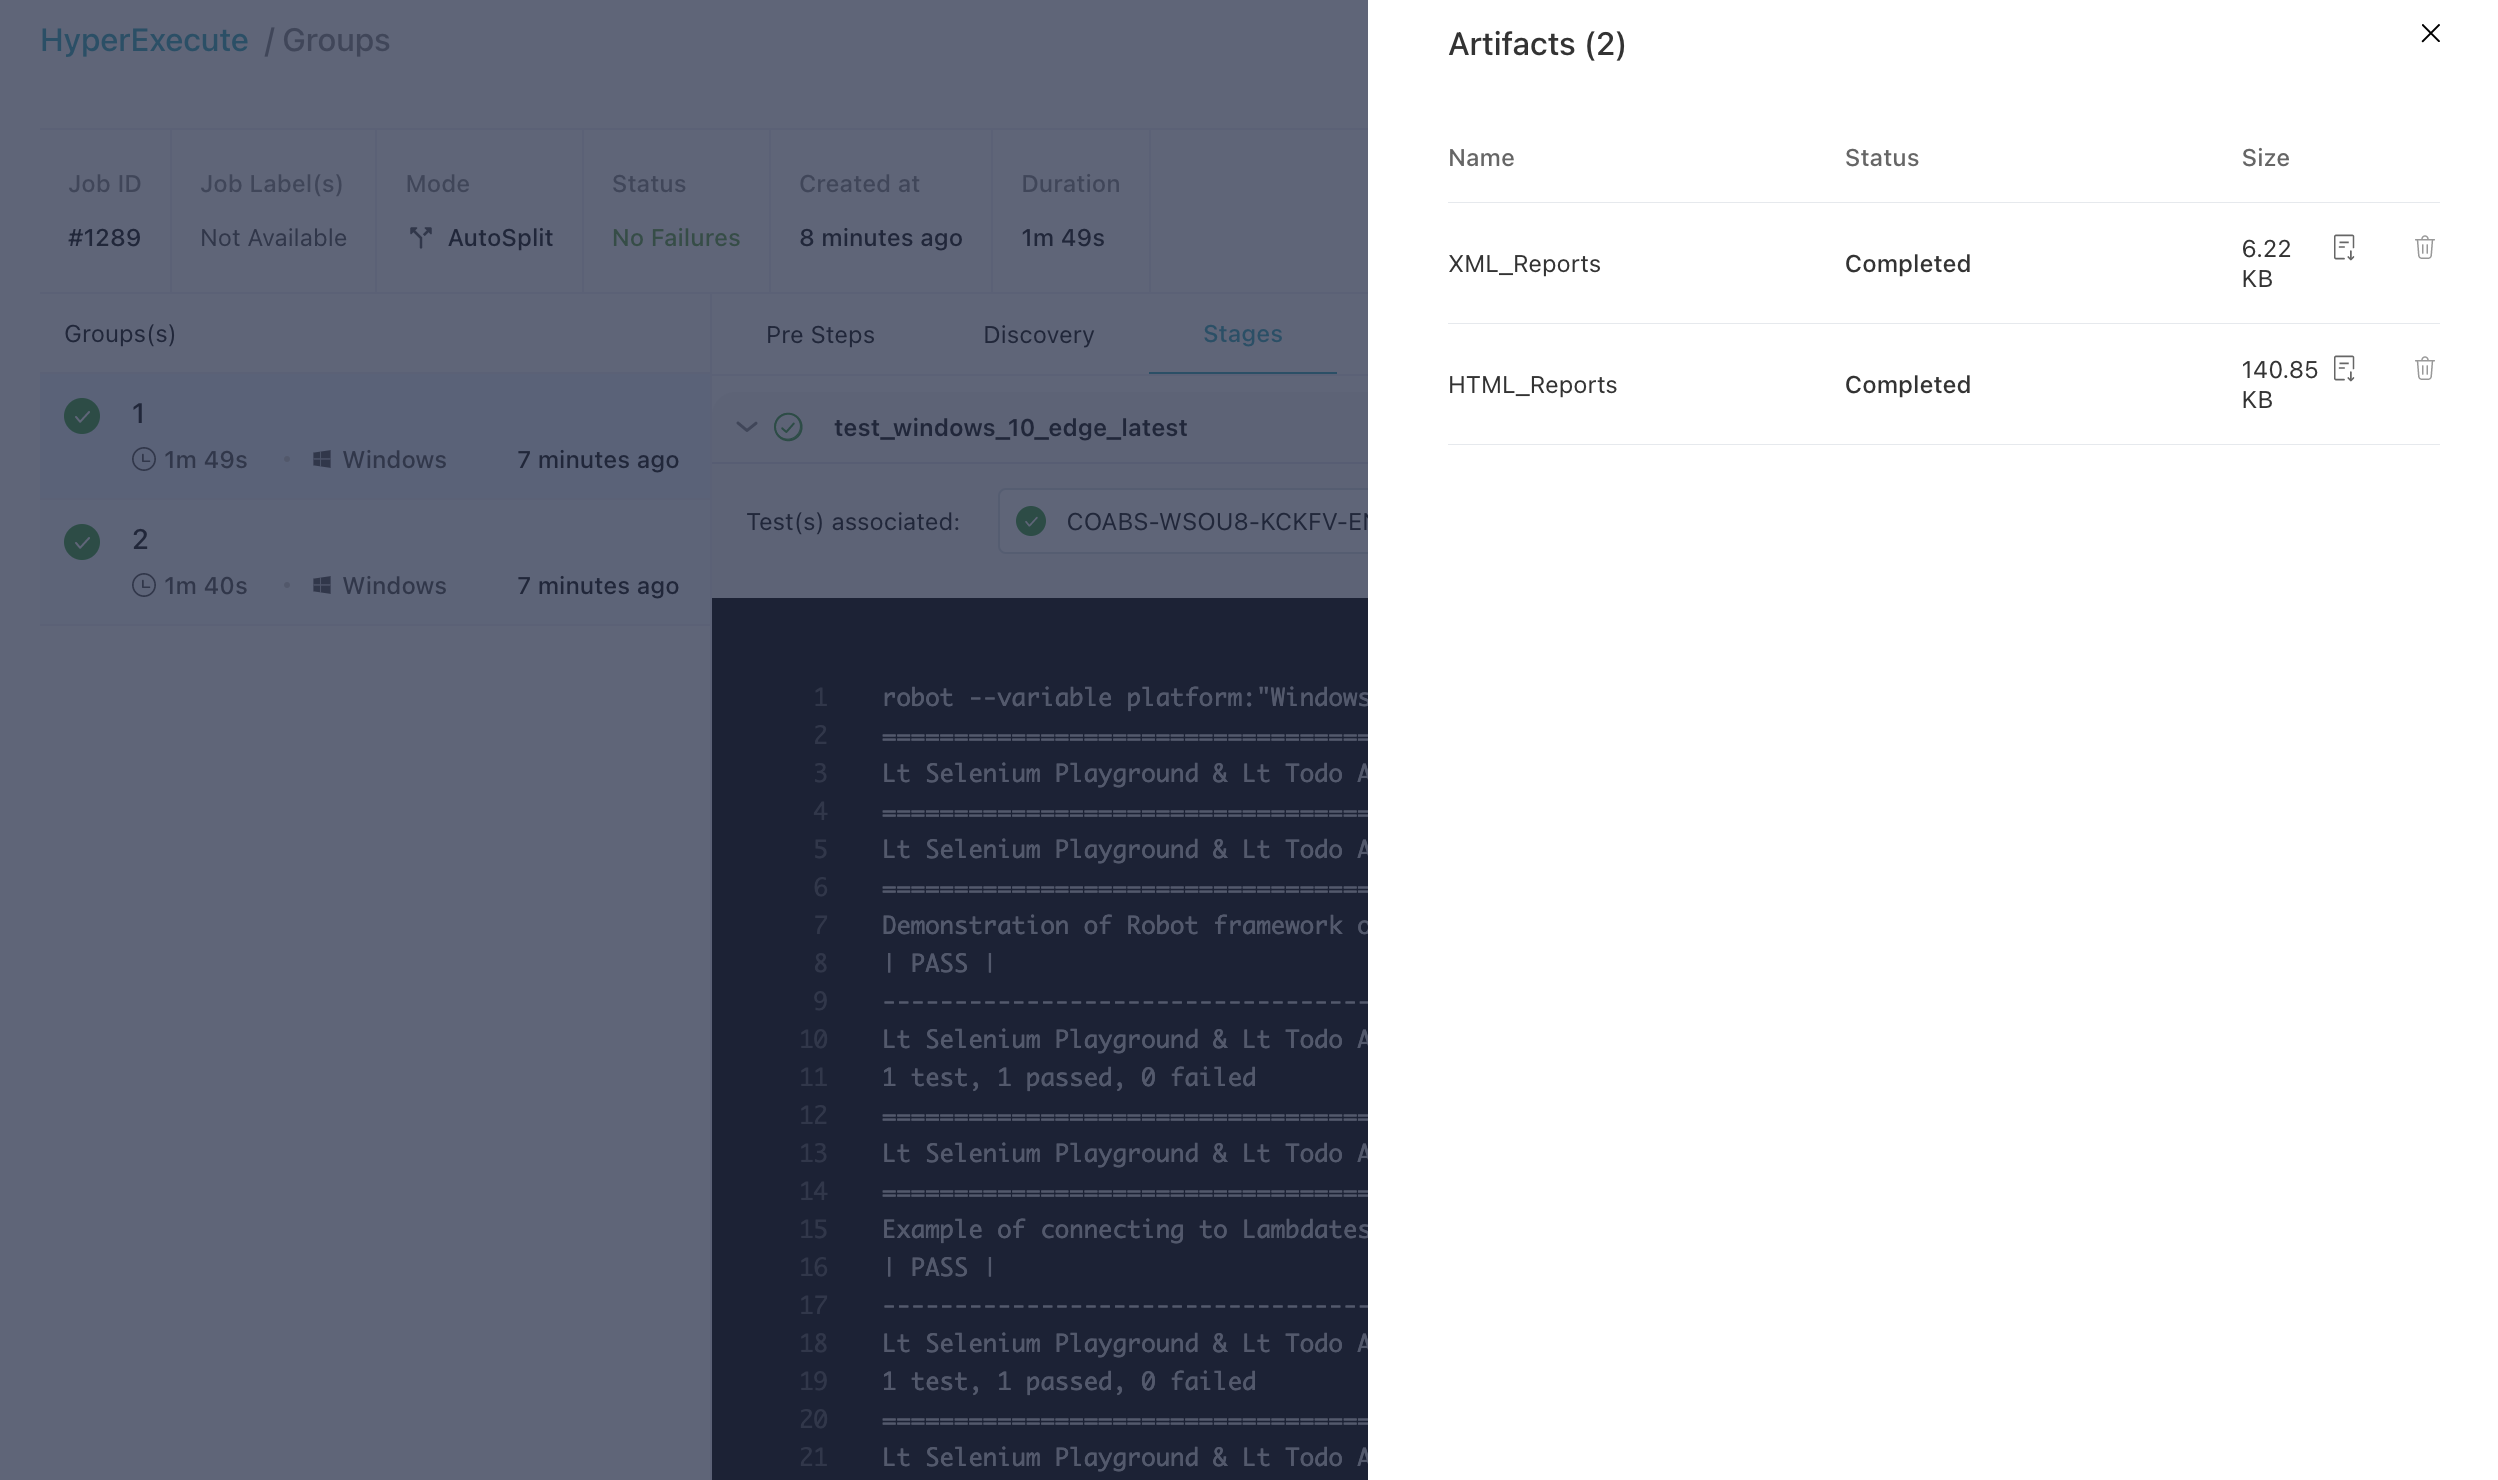 HyperExecute / Groups
Job ID
Job Label(s)
Mode
Status
Created at
Duration
#1289
Not Available
AutoSplit
No Failures
8 minutes ago
1m 49s
Groups(s)
1
1m 49s • Windows 7 minutes ago
2
1m 40s • Windows 7 minutes ago
Pre Steps
Discovery
Stages
test_windows_10_edge_latest
Test(s) associated:
COABS-WSOU8-KCKFV-
1 robot --variable platform:"Windows
2 ==================================
3 Lt Selenium Playground & Lt Todo A
4 ==================================
5 Lt Selenium Playground & Lt Todo A
6 ==================================
7 Demonstration of Robot framework o
8 | PASS |
9 ----------------------------------
10 Lt Selenium Playground & Lt Todo A
11 1 test, 1 passed, 0 failed
12 ==================================
13 Lt Selenium Playground & Lt Todo A
14 ==================================
15 Example of connecting to Lambdates
16 | PASS |
17 ----------------------------------
18 Lt Selenium Playground & Lt Todo A
19 1 test, 1 passed, 0 failed
20 ==================================
21 Lt Selenium Playground & Lt Todo A
Artifacts (2)
Name Status Size
XML_Reports Completed 6.22
KB
HTML_Reports Completed 140.85
KB